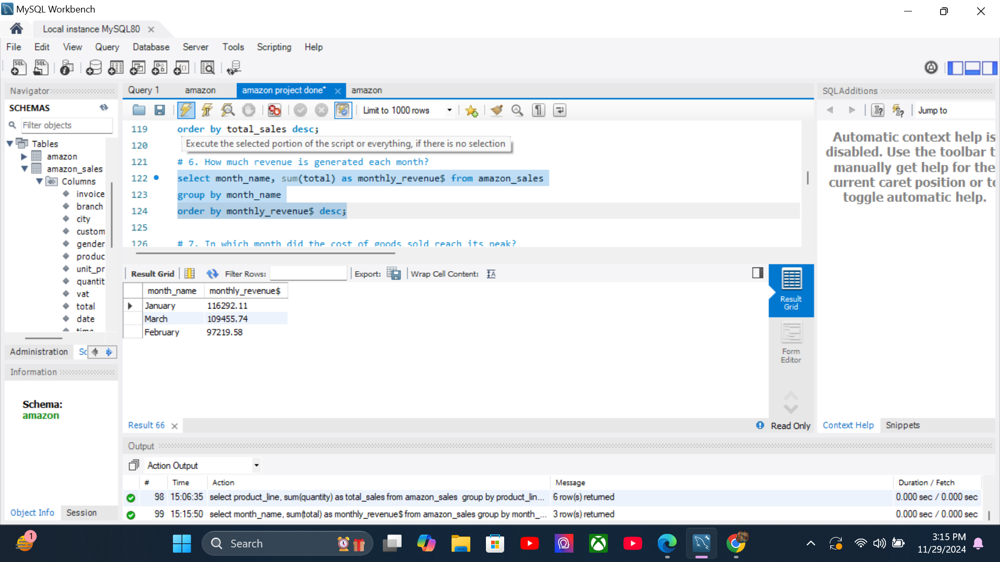 MySQL Workbench
Local instance MySQL80
File Edit View Query Database Server Tools Scripting Help
Navigator
SCHEMAS
Filter objects
Tables
amazon
amazon_sales
Columns
invoice
branch
city
custom
gender
produc
unit_pr
quantit
vat
total
date
time
Administration Sc
Information
Schema:
amazon
Object Info Session
Query 1 amazon amazon project done* amazon
Limit to 1000 rows
119 order by total_sales desc;
120
Execute the selected portion of the script or everything, if there is no selection
121 # 6. How much revenue is generated each month?
122 select month_name, sum(total) as monthly_revenue$ from amazon_sales
123 group by month_name
124 order by monthly_revenue$ desc;
125
126 # 7. In which month did the cost of goods sold reach its peak?
Result Grid Filter Rows: Export: Wrap Cell Content:
month_name monthly_revenue$
January 116292.11
March 109455.74
February 97219.58
Result
Grid
Form
Editor
Result 66
Read Only
SQLAdditions
Jump to
Automatic context help is
disabled. Use the toolbar t
manually get help for the
current caret position or to
toggle automatic help.
Context Help Snippets
Output
Action Output
# Time Action Message Duration / Fetch
98 15:06:35 select product_line, sum(quantity) as total_sales from amazon_sales group by product_lin... 6 row(s) returned 0.000 sec / 0.000 sec
99 15:15:50 select month_name, sum(total) as monthly_revenue$ from amazon_sales group by month_... 3 row(s) returned 0.000 sec / 0.000 sec
1
Search
3:15 PM
11/29/2024